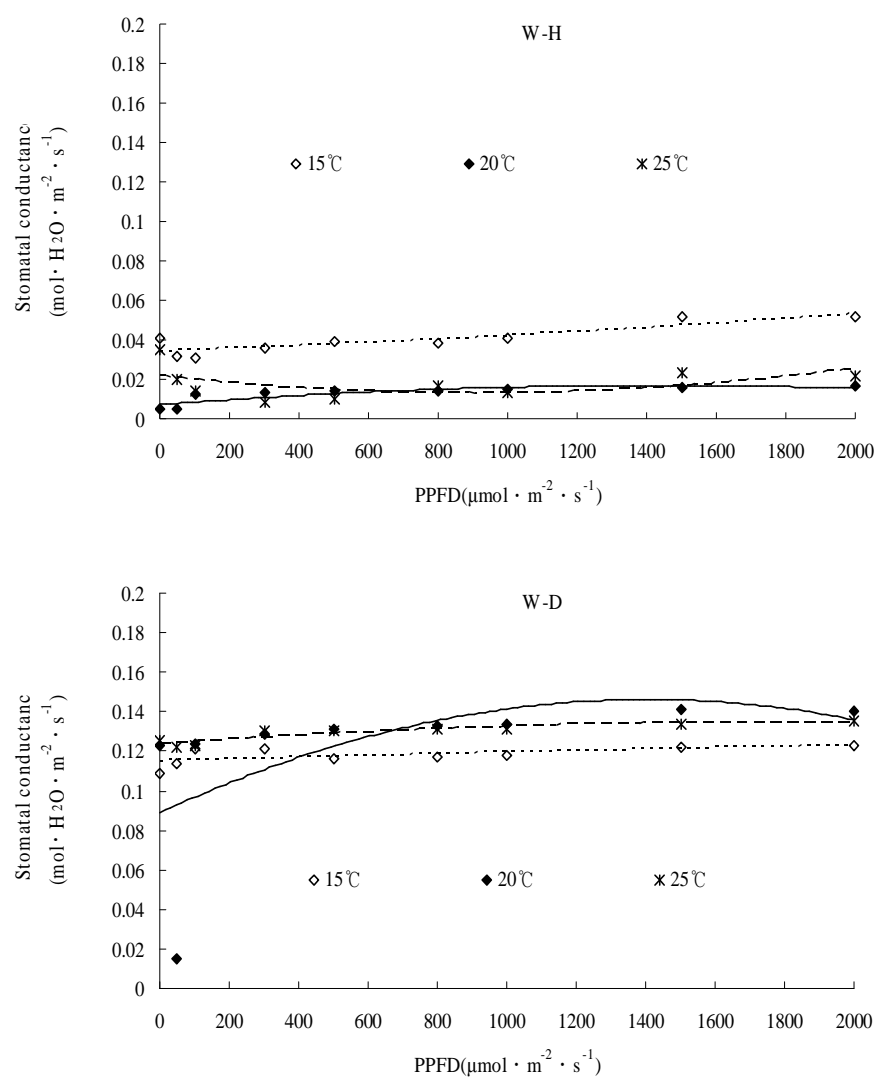 W-H
0.2
0.18
0.16
0.14
0.12
0.1
0.08
0.06
0.04
0.02
0
Stomatal conductanc
(mol· H2O · m-2 · s-1)
15℃ 20℃ 25℃
0 200 400 600 800 1000 1200 1400 1600 1800 2000
PPFD(μmol · m-2 · s-1)
W-D
0.2
0.18
0.16
0.14
0.12
0.1
0.08
0.06
0.04
0.02
0
Stomatal conductanc
(mol· H2O · m-2 · s-1)
15℃ 20℃ 25℃
0 200 400 600 800 1000 1200 1400 1600 1800 2000
PPFD(μmol · m-2 · s-1)